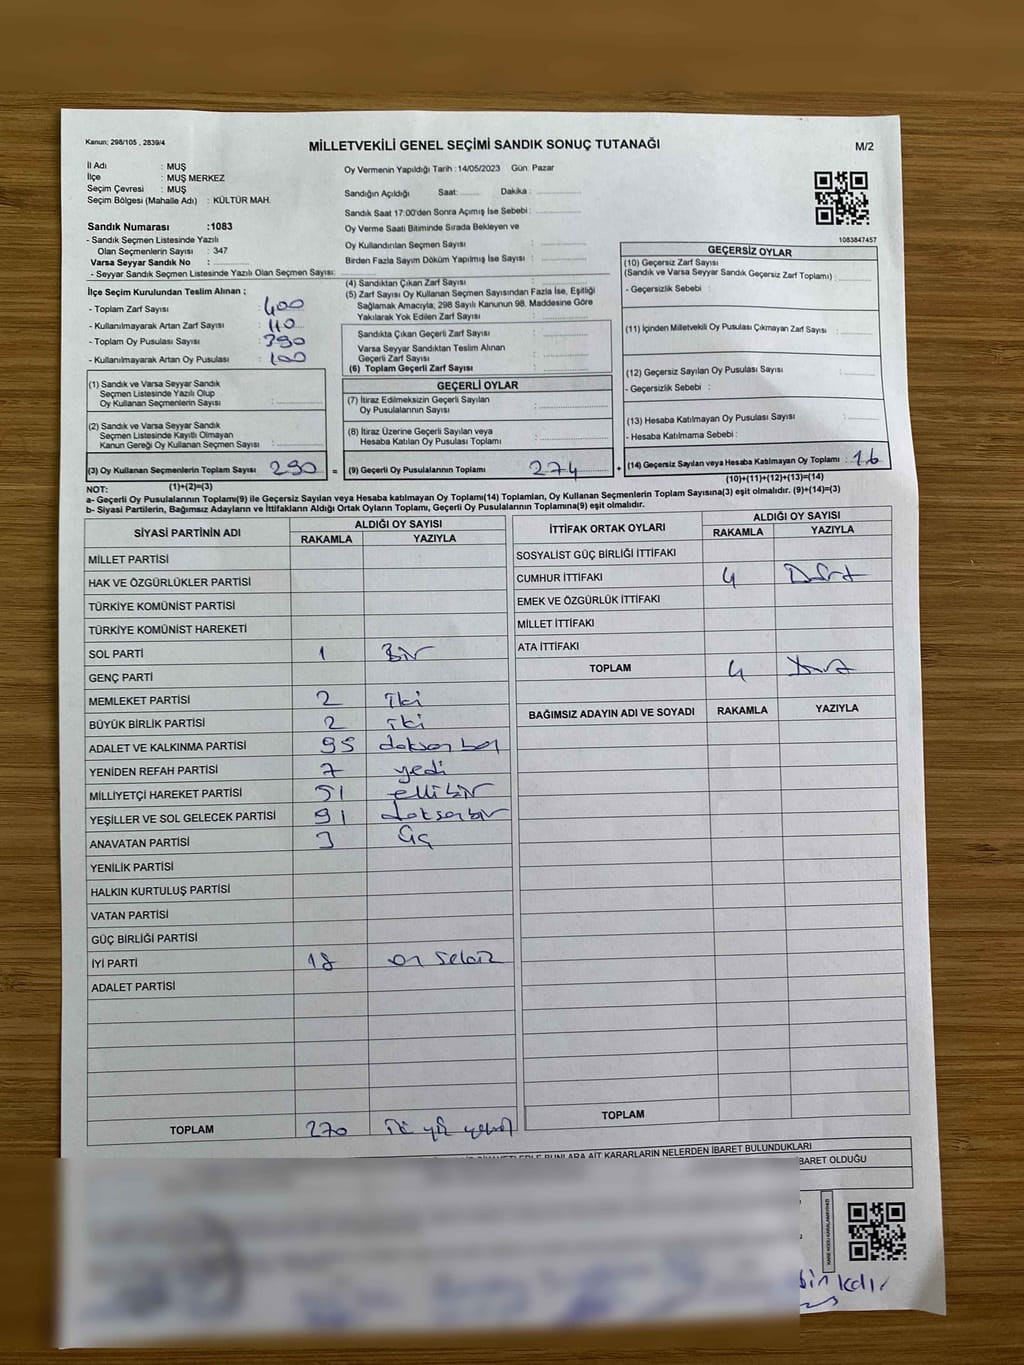 Kanun: 298/105 , 2839/4
MİLLETVEKİLİ GENEL SEÇİMİ SANDIK SONUÇ TUTANAĞI
M/2
İl Adı : MUŞ
İlçe : MUŞ MERKEZ
Seçim Çevresi : MUŞ
Seçim Bölgesi (Mahalle Adı) : KÜLTÜR MAH.
Sandık Numarası :1083
- Sandık Seçmen Listesinde Yazılı
Olan Seçmenlerin Sayısı : 347
Varsa Seyyar Sandık No :
- Seyyar Sandık Seçmen Listesinde Yazılı Olan Seçmen Sayısı:
İlçe Seçim Kurulundan Teslim Alınan ;
- Toplam Zarf Sayısı : 400
- Kullanılmayarak Artan Zarf Sayısı : 110
- Toplam Oy Pusulası Sayısı : 390
- Kullanılmayarak Artan Oy Pusulası : 100
Oy Vermenin Yapıldığı Tarih : 14/05/2023 Gün: Pazar
Sandığın Açıldığı Saat: Dakika :
Sandık Saat 17:00'den Sonra Açımış İse Sebebi :
Oy Verme Saati Bitiminde Sırada Bekleyen ve
Oy Kullandırılan Seçmen Sayısı :
Birden Fazla Sayım Döküm Yapılmış İse Sayısı :
(4) Sandıktan Çıkan Zarf Sayısı :
(5) Zarf Sayısı Oy Kullanan Seçmen Sayısından Fazla İse, Eşitliği
Sağlamak Amacıyla; 298 Sayılı Kanunun 98. Maddesine Göre
Yakılarak Yok Edilen Zarf Sayısı :
Sandıkta Çıkan Geçerli Zarf Sayısı :
Varsa Seyyar Sandıktan Teslim Alınan
Geçerli Zarf Sayısı :
(6) Toplam Geçerli Zarf Sayısı :
1083847457
GEÇERSİZ OYLAR
(10) Geçersiz Zarf Sayısı
(Sandık ve Varsa Seyyar Sandık Geçersiz Zarf Toplamı) :
- Geçersizlik Sebebi :
(11) İçinden Milletvekili Oy Pusulası Çıkmayan Zarf Sayısı :
(12) Geçersiz Sayılan Oy Pusulası Sayısı :
- Geçersizlik Sebebi :
(13) Hesaba Katılmayan Oy Pusulası Sayısı :
- Hesaba Katılmama Sebebi :
(14) Geçersiz Sayılan veya Hesaba Katılmayan Oy Toplamı : 16
(10)+(11)+(12)+(13)=(14)
(1) Sandık ve Varsa Seyyar Sandık
Seçmen Listesinde Yazılı Olup
Oy Kullanan Seçmenlerin Sayısı :
(2) Sandık ve Varsa Seyyar Sandık
Seçmen Listesinde Kayıtlı Olmayan
Kanun Gereği Oy Kullanan Seçmen Sayısı :
(3) Oy Kullanan Seçmenlerin Toplam Sayısı 290 =
(1)+(2)=(3)
GEÇERLİ OYLAR
(7) İtiraz Edilmeksizin Geçerli Sayılan
Oy Pusulalarının Sayısı :
(8) İtiraz Üzerine Geçerli Sayılan veya
Hesaba Katılan Oy Pusulası Toplamı :
(9) Geçerli Oy Pusulalarının Toplamı : 274 +
NOT:
a- Geçerli Oy Pusulalarının Toplamı(9) ile Geçersiz Sayılan veya Hesaba katılmayan Oy Toplamı(14) Toplamları, Oy Kullanan Seçmenlerin Toplam Sayısına(3) eşit olmalıdır. (9)+(14)=(3)
b- Siyasi Partilerin, Bağımsız Adayların ve İttifakların Aldığı Ortak Oyların Toplamı, Geçerli Oy Pusulalarının Toplamına(9) eşit olmalıdır.
SİYASİ PARTİNİN ADI ALDIĞI OY SAYISI
RAKAMLA YAZIYLA
MİLLET PARTİSİ
HAK VE ÖZGÜRLÜKLER PARTİSİ
TÜRKİYE KOMÜNİST PARTİSİ
TÜRKİYE KOMÜNİST HAREKETİ
SOL PARTİ 1 Bir
GENÇ PARTİ
MEMLEKET PARTİSİ 2 iki
BÜYÜK BİRLİK PARTİSİ 2 iki
ADALET VE KALKINMA PARTİSİ 95 doksan beş
YENİDEN REFAH PARTİSİ 7 yedi
MİLLİYETÇİ HAREKET PARTİSİ 51 elli bir
YEŞİLLER VE SOL GELECEK PARTİSİ 91 doksan bir
ANAVATAN PARTİSİ 3 Üç
YENİLİK PARTİSİ
HALKIN KURTULUŞ PARTİSİ
VATAN PARTİSİ
GÜÇ BİRLİĞİ PARTİSİ
İYİ PARTİ 18 on sekiz
ADALET PARTİSİ
TOPLAM 270 iki yüz yetmiş
İTTİFAK ORTAK OYLARI ALDIĞI OY SAYISI
RAKAMLA YAZIYLA
SOSYALİST GÜÇ BİRLİĞİ İTTİFAKI
CUMHUR İTTİFAKI 4 Dört
EMEK VE ÖZGÜRLÜK İTTİFAKI
MİLLET İTTİFAKI
ATA İTTİFAKI
TOPLAM 4 Dört
BAĞIMSIZ ADAYIN ADI VE SOYADI RAKAMLA YAZIYLA
TOPLAM
BUNLARA AİT KARARLARIN NELERDEN İBARET BULUNDUKLARI
İBARET OLDUĞU